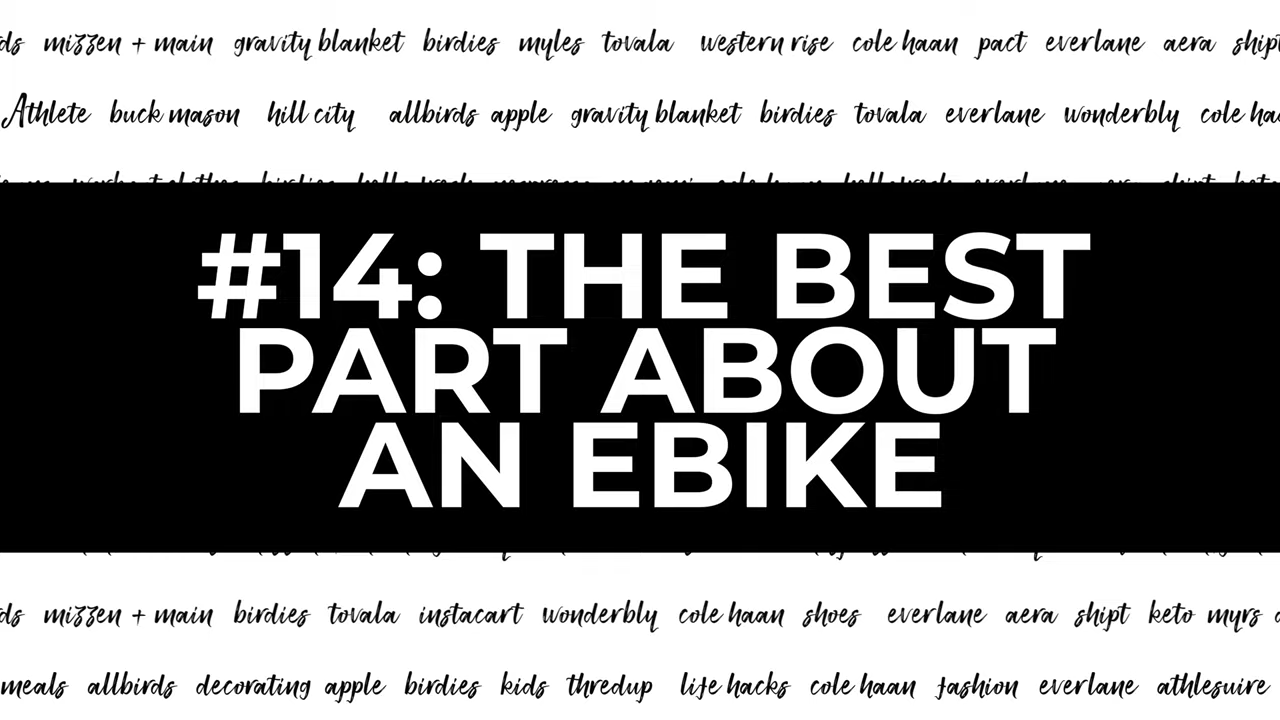 mizzen + main gravity blanket birdies myles tovala western rise cole haan pact everlane aera shipt
Athlete buck mason hill city allbirds apple gravity blanket birdies tovala everlane wonderbly cole
#14: THE BEST
PART ABOUT
AN EBIKE
mizzen + main birdies tovala instacart wonderbly cole haan shoes everlane aera shipt keto myrs
meals allbirds decorating apple birdies kids thredup life hacks cole haan fashion everlane athlesuire